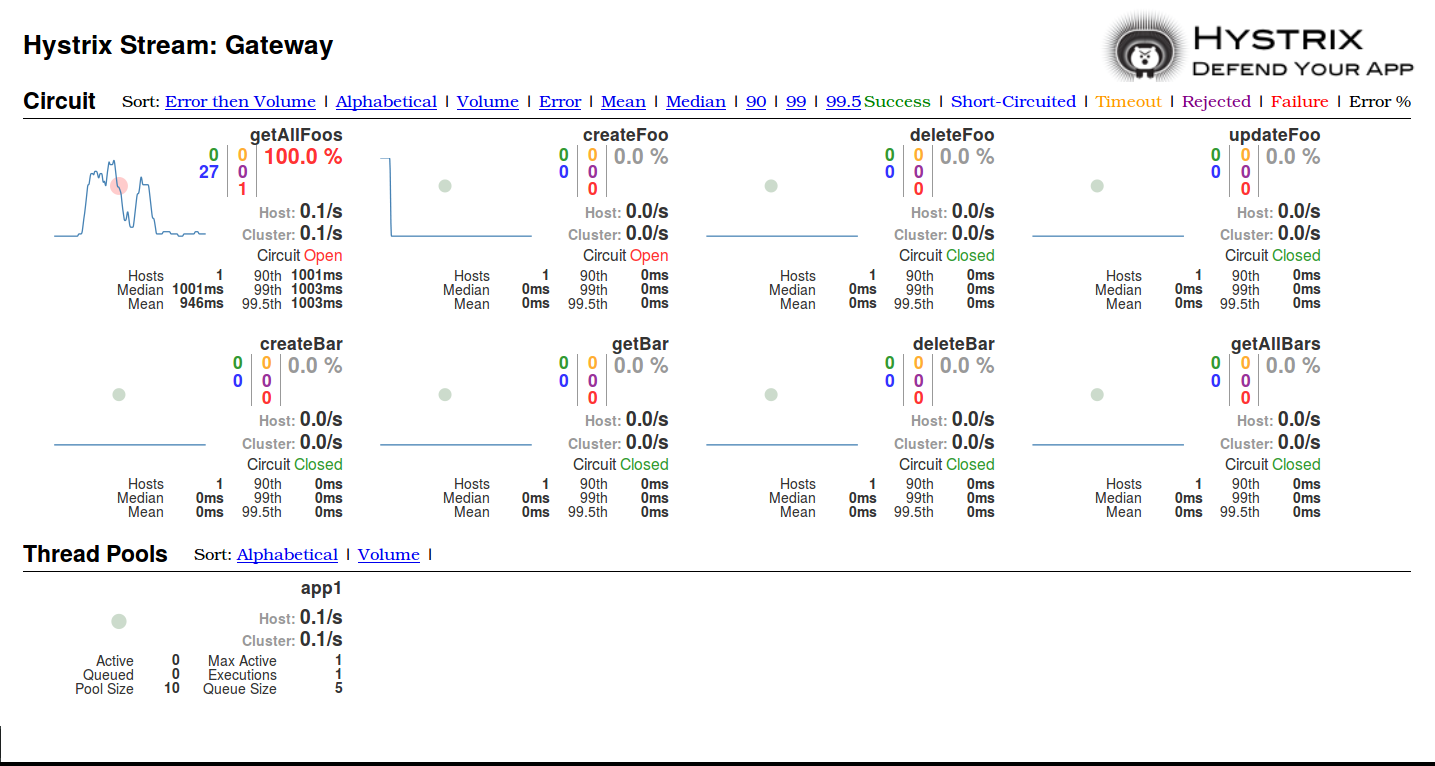 Hystrix Stream: Gateway
HYSTRIX
DEFEND YOUR APP
Circuit Sort: Error then Volume | Alphabetical | Volume | Error | Mean | Median | 90 | 99 | 99.5 Success | Short-Circuited | Timeout | Rejected | Failure | Error %
getAllFoos
0 0 100.0 %
27 0
1
Host: 0.1/s
Cluster: 0.1/s
Circuit Open
Hosts 1 90th 1001ms
Median 1001ms 99th 1003ms
Mean 946ms 99.5th 1003ms
createFoo
0 0 0.0 %
0 0
0
Host: 0.0/s
Cluster: 0.0/s
Circuit Open
Hosts 1 90th 0ms
Median 0ms 99th 0ms
Mean 0ms 99.5th 0ms
deleteFoo
0 0 0.0 %
0 0
0
Host: 0.0/s
Cluster: 0.0/s
Circuit Closed
Hosts 1 90th 0ms
Median 0ms 99th 0ms
Mean 0ms 99.5th 0ms
updateFoo
0 0 0.0 %
0 0
0
Host: 0.0/s
Cluster: 0.0/s
Circuit Closed
Hosts 1 90th 0ms
Median 0ms 99th 0ms
Mean 0ms 99.5th 0ms
createBar
0 0 0.0 %
0 0
0
Host: 0.0/s
Cluster: 0.0/s
Circuit Closed
Hosts 1 90th 0ms
Median 0ms 99th 0ms
Mean 0ms 99.5th 0ms
getBar
0 0 0.0 %
0 0
0
Host: 0.0/s
Cluster: 0.0/s
Circuit Closed
Hosts 1 90th 0ms
Median 0ms 99th 0ms
Mean 0ms 99.5th 0ms
deleteBar
0 0 0.0 %
0 0
0
Host: 0.0/s
Cluster: 0.0/s
Circuit Closed
Hosts 1 90th 0ms
Median 0ms 99th 0ms
Mean 0ms 99.5th 0ms
getAllBars
0 0 0.0 %
0 0
0
Host: 0.0/s
Cluster: 0.0/s
Circuit Closed
Hosts 1 90th 0ms
Median 0ms 99th 0ms
Mean 0ms 99.5th 0ms
Thread Pools Sort: Alphabetical | Volume |
app1
Host: 0.1/s
Cluster: 0.1/s
Active 0 Max Active 1
Queued 0 Executions 1
Pool Size 10 Queue Size 5